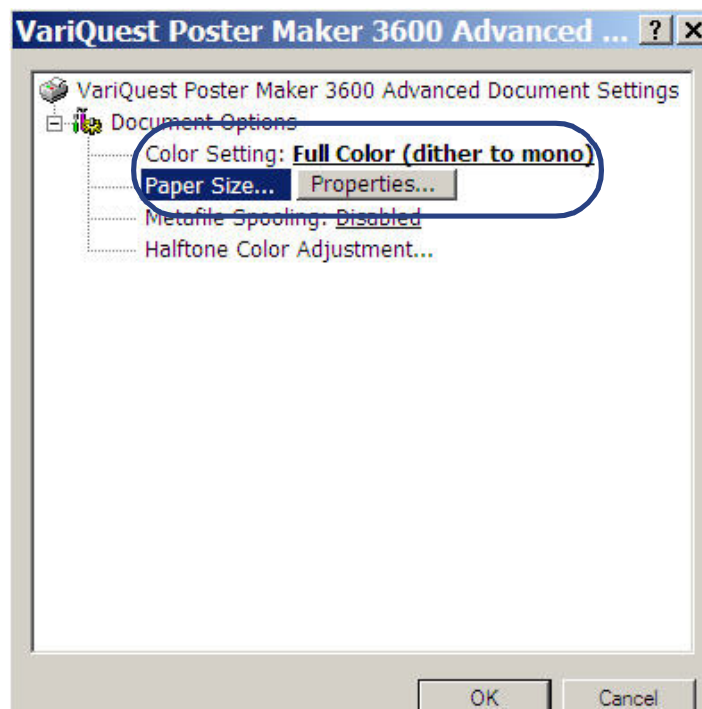 VariQuest Poster Maker 3600 Advanced ...
VariQuest Poster Maker 3600 Advanced Document Settings
Document Options
Color Setting: Full Color (dither to mono)
Paper Size... Properties...
Metafile Spooling: Disabled
Halftone Color Adjustment...
OK Cancel